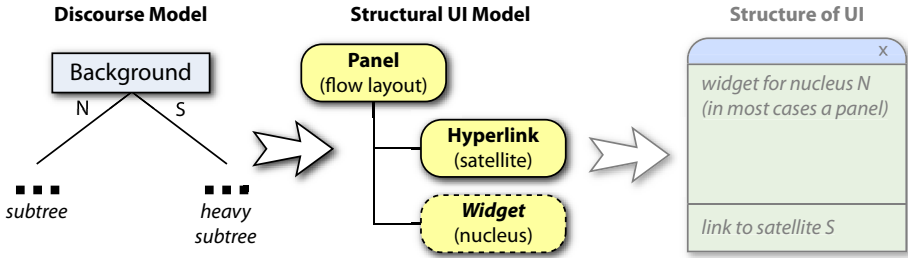 Discourse Model
Background
N
S
subtree
heavy
subtree
Structural UI Model
Panel
(flow layout)
Hyperlink
(satellite)
Widget
(nucleus)
Structure of UI
x
widget for nucleus N
(in most cases a panel)
link to satellite S